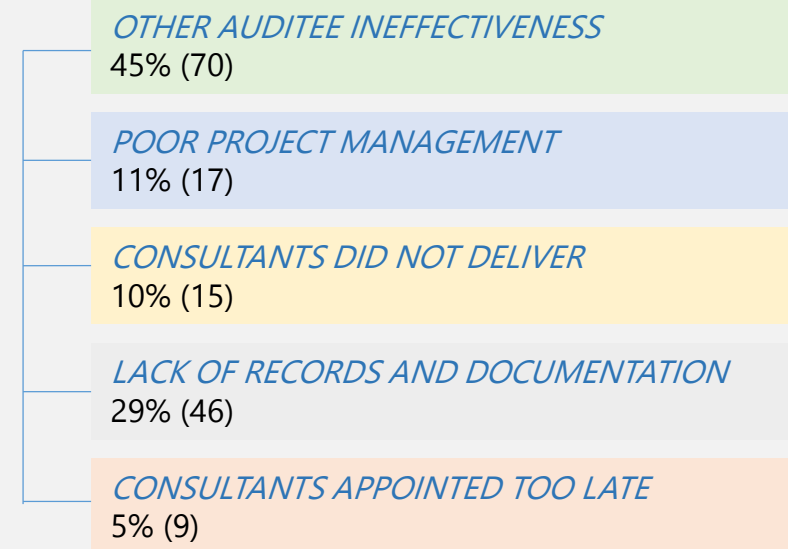 OTHER AUDITEE INEFFECTIVENESS
45% (70)
POOR PROJECT MANAGEMENT
11% (17)
CONSULTANTS DID NOT DELIVER
10% (15)
LACK OF RECORDS AND DOCUMENTATION
29% (46)
CONSULTANTS APPOINTED TOO LATE
5% (9)